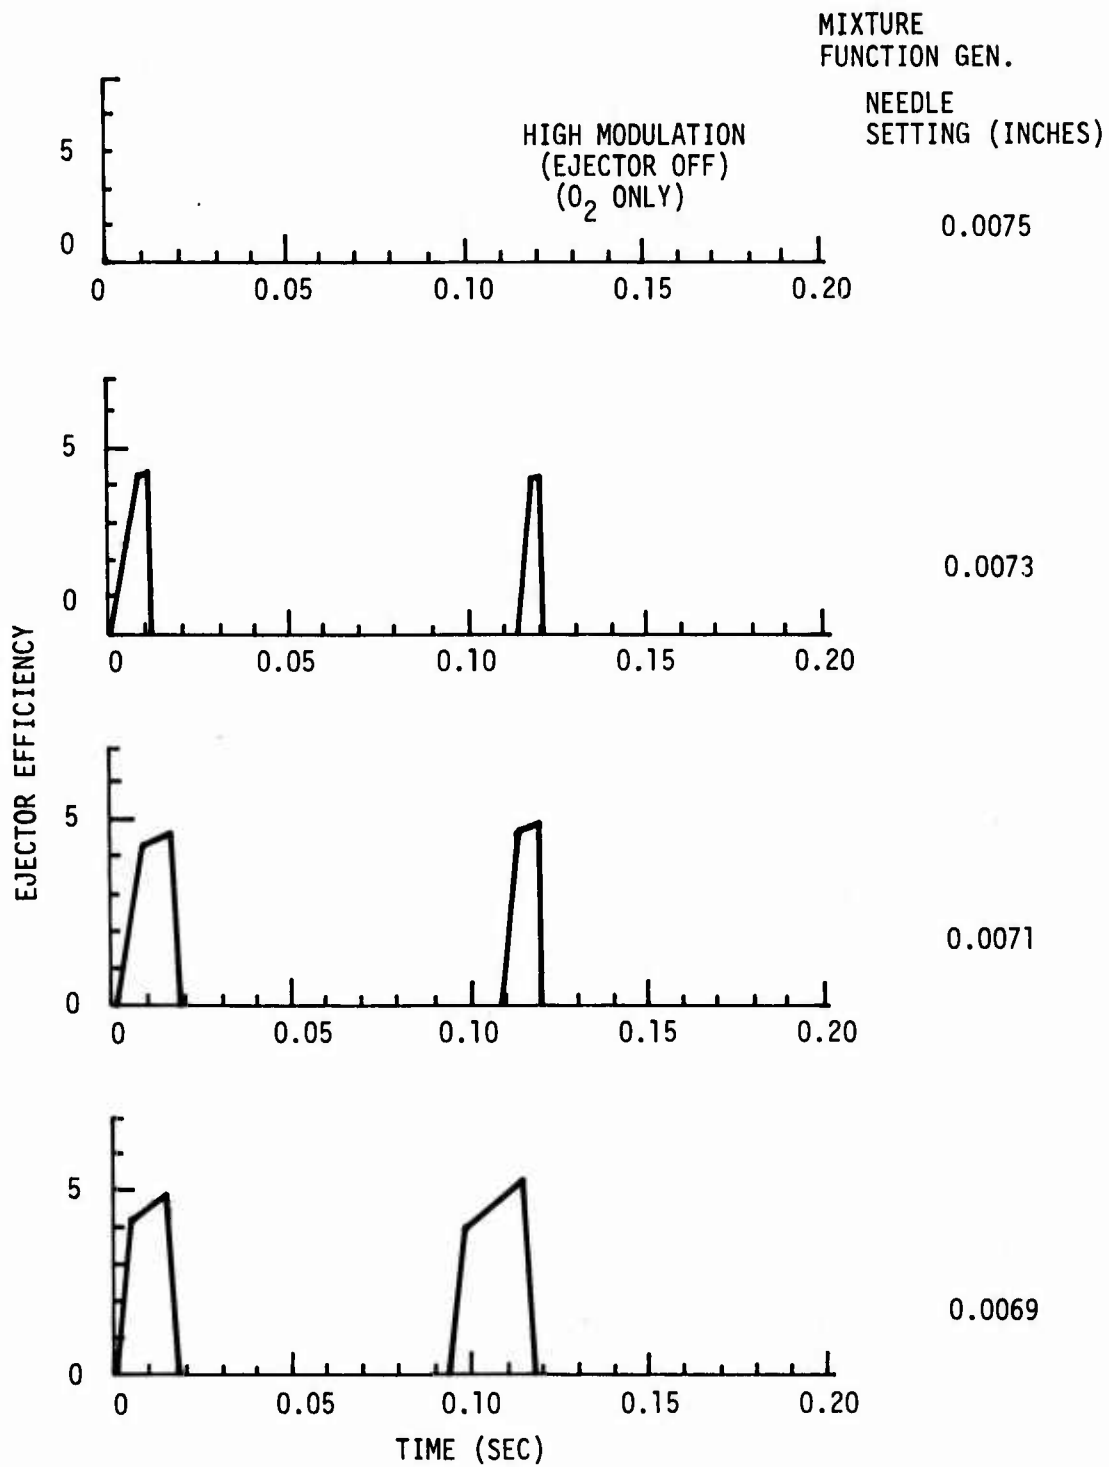 MIXTURE
FUNCTION GEN.
NEEDLE
SETTING (INCHES)
HIGH MODULATION
(EJECTOR OFF)
(O2 ONLY)
5
0
0.0075
0 0.05 0.10 0.15 0.20
5
0
0.0073
0 0.05 0.10 0.15 0.20
EJECTOR EFFICIENCY
5
0
0.0071
0 0.05 0.10 0.15 0.20
5
0
0.0069
0 0.05 0.10 0.15 0.20
TIME (SEC)